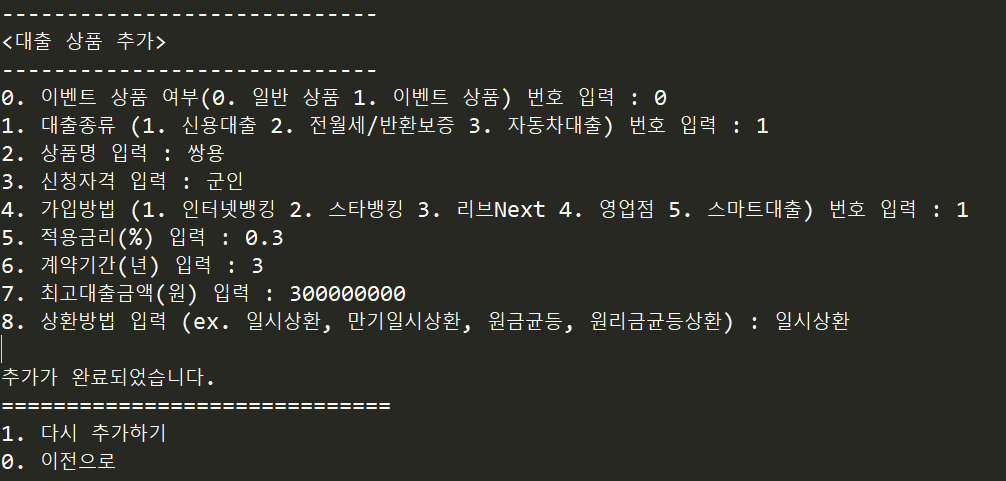 -----------------------------
<대출 상품 추가>
-----------------------------
0. 이벤트 상품 여부(0. 일반 상품 1. 이벤트 상품) 번호 입력 : 0
1. 대출종류 (1. 신용대출 2. 전월세/반환보증 3. 자동차대출) 번호 입력 : 1
2. 상품명 입력 : 쌍용
3. 신청자격 입력 : 군인
4. 가입방법 (1. 인터넷뱅킹 2. 스타뱅킹 3. 리브Next 4. 영업점 5. 스마트대출) 번호 입력 : 1
5. 적용금리(%) 입력 : 0.3
6. 계약기간(년) 입력 : 3
7. 최고대출금액(원) 입력 : 300000000
8. 상환방법 입력 (ex. 일시상환, 만기일시상환, 원금균등, 원리금균등상환) : 일시상환
추가가 완료되었습니다.
==============================
1. 다시 추가하기
0. 이전으로